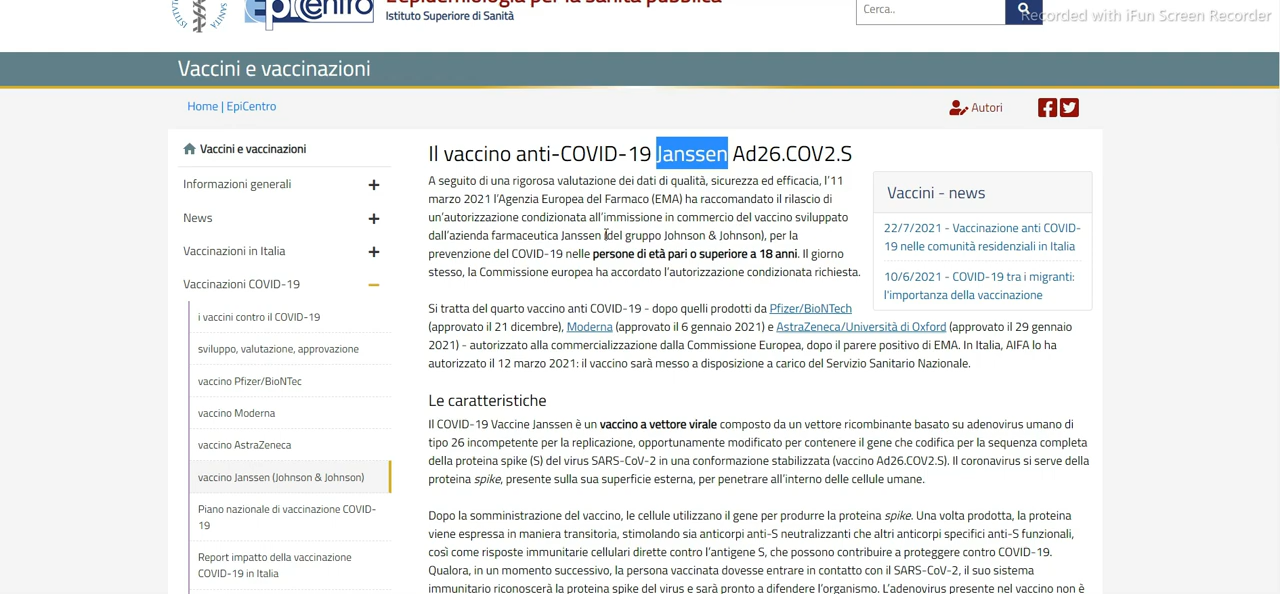 EpiCentro
L'epidemiologia per la sanità pubblica
Istituto Superiore di Sanità
Cerca..
Recorded with iFun Screen Recorder
Vaccini e vaccinazioni
Home | EpiCentro
Autori
Vaccini e vaccinazioni
Informazioni generali
News
Vaccinazioni in Italia
Vaccinazioni COVID-19
i vaccini contro il COVID-19
sviluppo, valutazione, approvazione
vaccino Pfizer/BioNTec
vaccino Moderna
vaccino AstraZeneca
vaccino Janssen (Johnson & Johnson)
Piano nazionale di vaccinazione COVID-
19
Report impatto della vaccinazione
COVID-19 in Italia
Il vaccino anti-COVID-19 Janssen Ad26.COV2.S
A seguito di una rigorosa valutazione dei dati di qualità, sicurezza ed efficacia, l'11
marzo 2021 l'Agenzia Europea del Farmaco (EMA) ha raccomandato il rilascio di
un'autorizzazione condizionata all'immissione in commercio del vaccino sviluppato
dall'azienda farmaceutica Janssen (del gruppo Johnson & Johnson), per la
prevenzione del COVID-19 nelle persone di età pari o superiore a 18 anni. Il giorno
stesso, la Commissione europea ha accordato l'autorizzazione condizionata richiesta.
Si tratta del quarto vaccino anti COVID-19 - dopo quelli prodotti da Pfizer/BioNTech
(approvato il 21 dicembre), Moderna (approvato il 6 gennaio 2021) e AstraZeneca/Università di Oxford (approvato il 29 gennaio
2021) - autorizzato alla commercializzazione dalla Commissione Europea, dopo il parere positivo di EMA. In Italia, AIFA lo ha
autorizzato il 12 marzo 2021: il vaccino sarà messo a disposizione a carico del Servizio Sanitario Nazionale.
Le caratteristiche
Il COVID-19 Vaccine Janssen è un vaccino a vettore virale composto da un vettore ricombinante basato su adenovirus umano di
tipo 26 incompetente per la replicazione, opportunamente modificato per contenere il gene che codifica per la sequenza completa
della proteina spike (S) del virus SARS-CoV-2 in una conformazione stabilizzata (vaccino Ad26.COV2.S). Il coronavirus si serve della
proteina spike, presente sulla sua superficie esterna, per penetrare all'interno delle cellule umane.
Dopo la somministrazione del vaccino, le cellule utilizzano il gene per produrre la proteina spike. Una volta prodotta, la proteina
viene espressa in maniera transitoria, stimolando sia anticorpi anti-S neutralizzanti che altri anticorpi specifici anti-S funzionali,
così come risposte immunitarie cellulari dirette contro l'antigene S, che possono contribuire a proteggere contro COVID-19.
Qualora, in un momento successivo, la persona vaccinata dovesse entrare in contatto con il SARS-CoV-2, il suo sistema
immunitario riconoscerà la proteina spike del virus e sarà pronto a difendere l'organismo. L'adenovirus presente nel vaccino non è
Vaccini - news
22/7/2021 - Vaccinazione anti COVID-
19 nelle comunità residenziali in Italia
10/6/2021 - COVID-19 tra i migranti:
l'importanza della vaccinazione